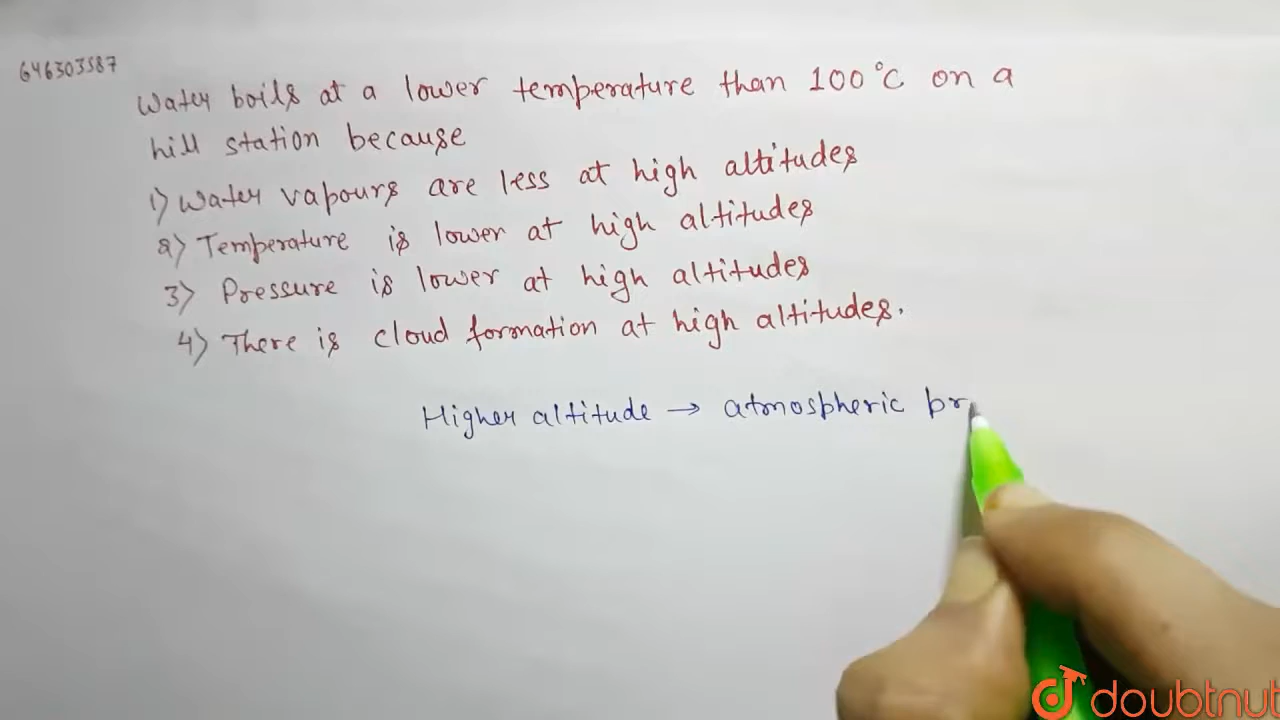 646303587
Water boils at a lower temperature than 100°C on a
hill station because
1) Water vapours are less at high altitudes
2) Temperature is lower at high altitudes
3) Pressure is lower at high altitudes
4) There is cloud formation at high altitudes.
Higher altitude → atmospheric pr
doubtnut